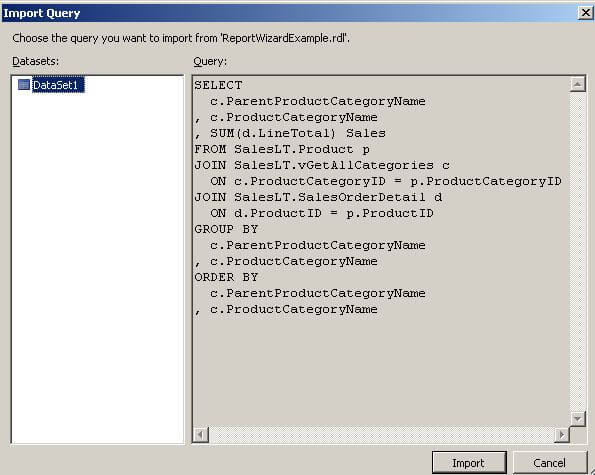 Import Query
Choose the query you want to import from 'ReportWizardExample.rdl'.
Datasets:
Query:
DataSet1
SELECT
  c.ParentProductCategoryName
, c.ProductCategoryName
, SUM(d.LineTotal) Sales
FROM SalesLT.Product p
JOIN SalesLT.vGetAllCategories c
  ON c.ProductCategoryID = p.ProductCategoryID
JOIN SalesLT.SalesOrderDetail d
  ON d.ProductID = p.ProductID
GROUP BY
  c.ParentProductCategoryName
, c.ProductCategoryName
ORDER BY
  c.ParentProductCategoryName
, c.ProductCategoryName
Import
Cancel